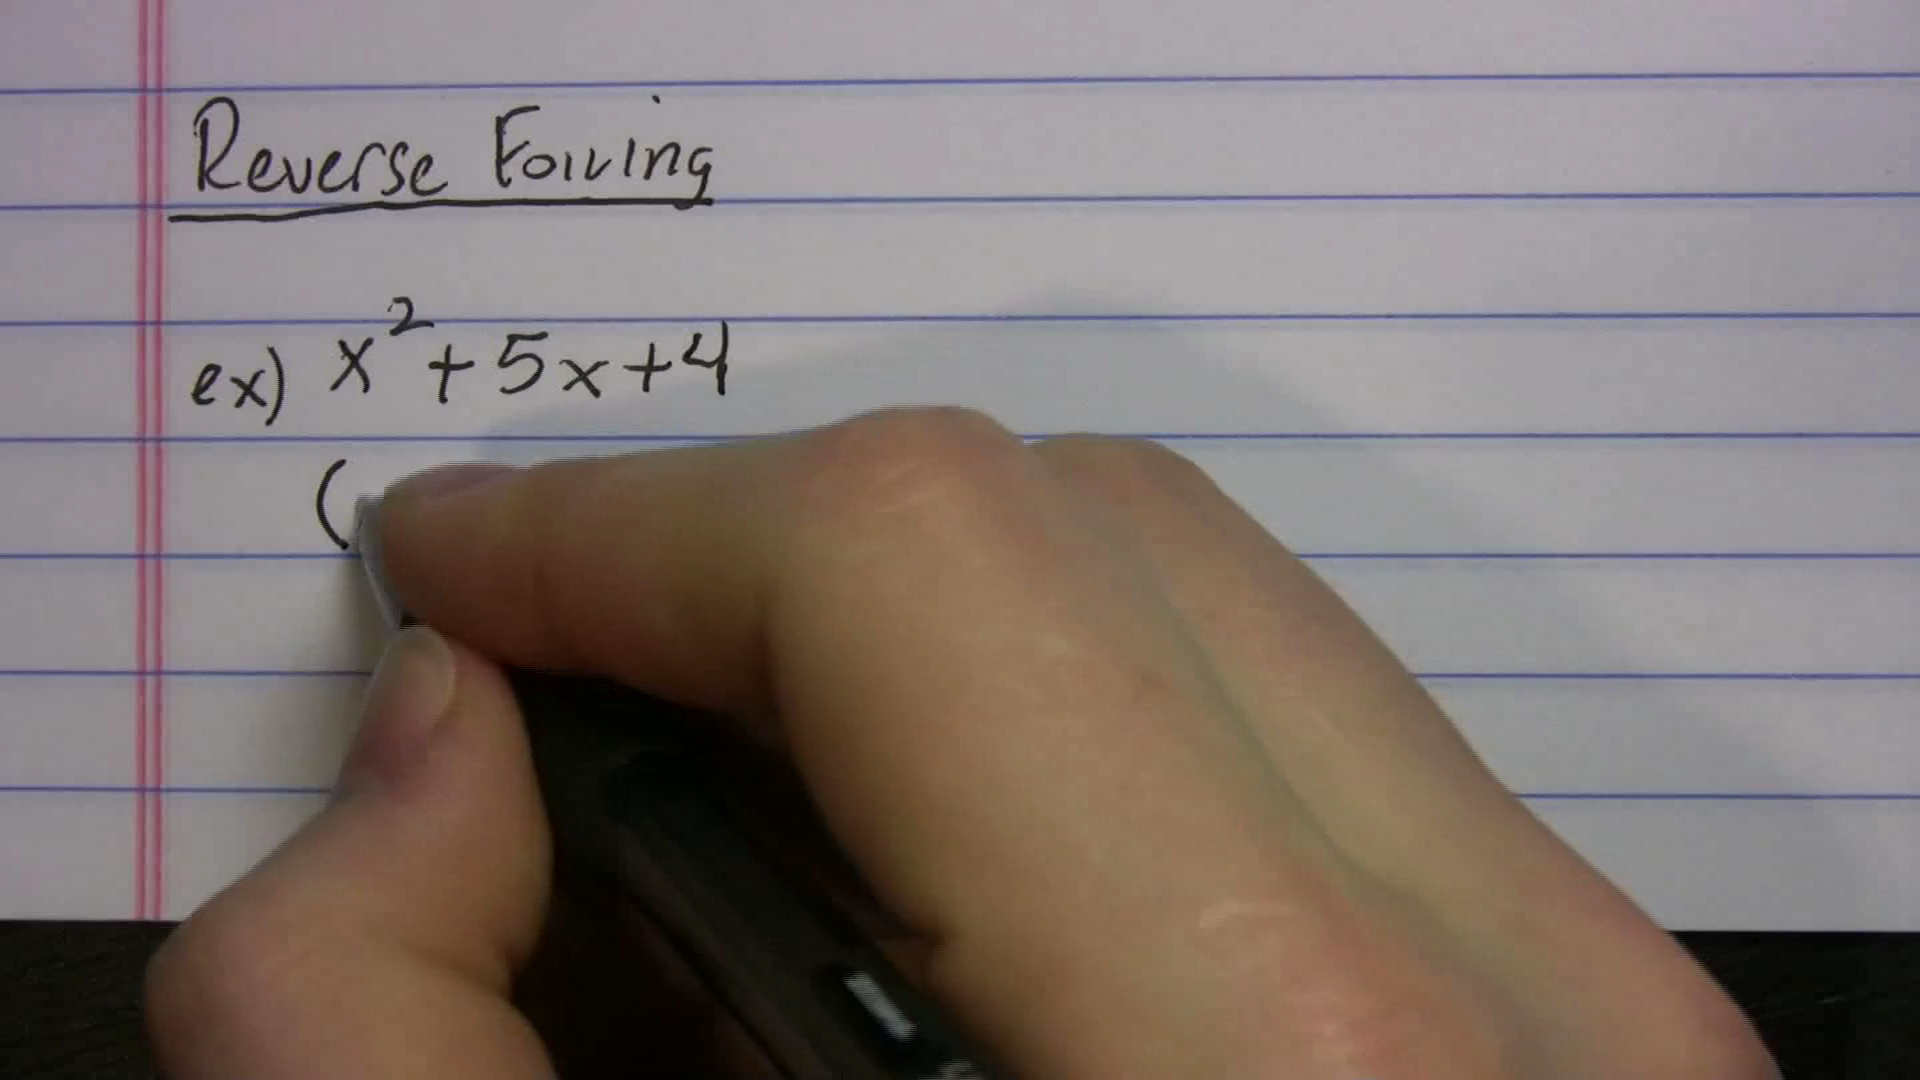 Reverse Foiling
ex) x² + 5x + 4
(